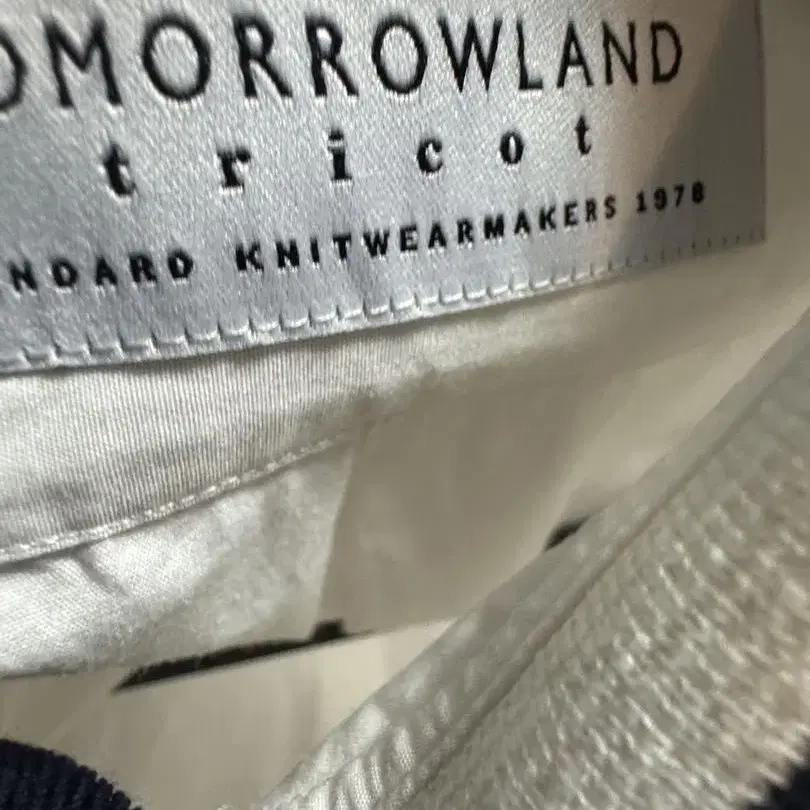 OMORROWLAND
tricot
NDARD KNITWEARMAKERS 1978